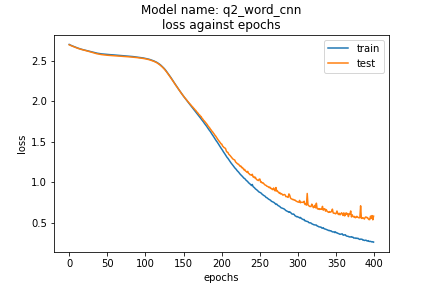 Model name: q2_word_cnn
loss against epochs
train
test
2.5
2.0
1.5
1.0
0.5
loss
0 50 100 150 200 250 300 350 400
epochs